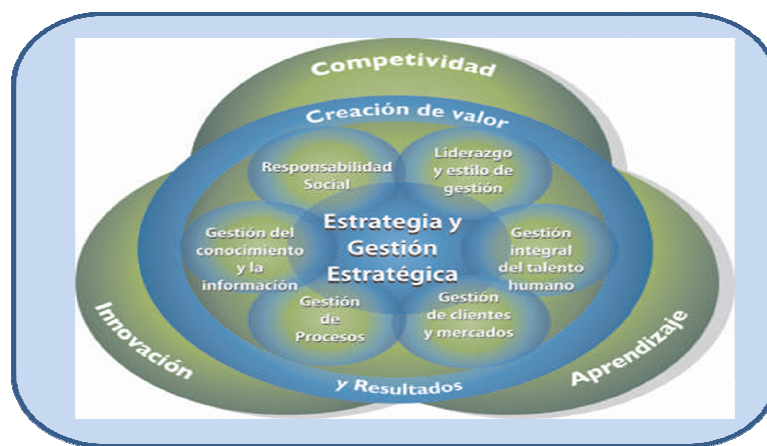 Competividad
Creación de valor
Responsabilidad
Social
Liderazgo
y estilo de
gestión
Gestión del
conocimiento
y la
información
Estrategia y
Gestión
Estratégica
Gestión
integral
del talento
humano
Gestión
de
Procesos
Gestión
de clientes
y mercados
Innovación
Aprendizaje
y Resultados